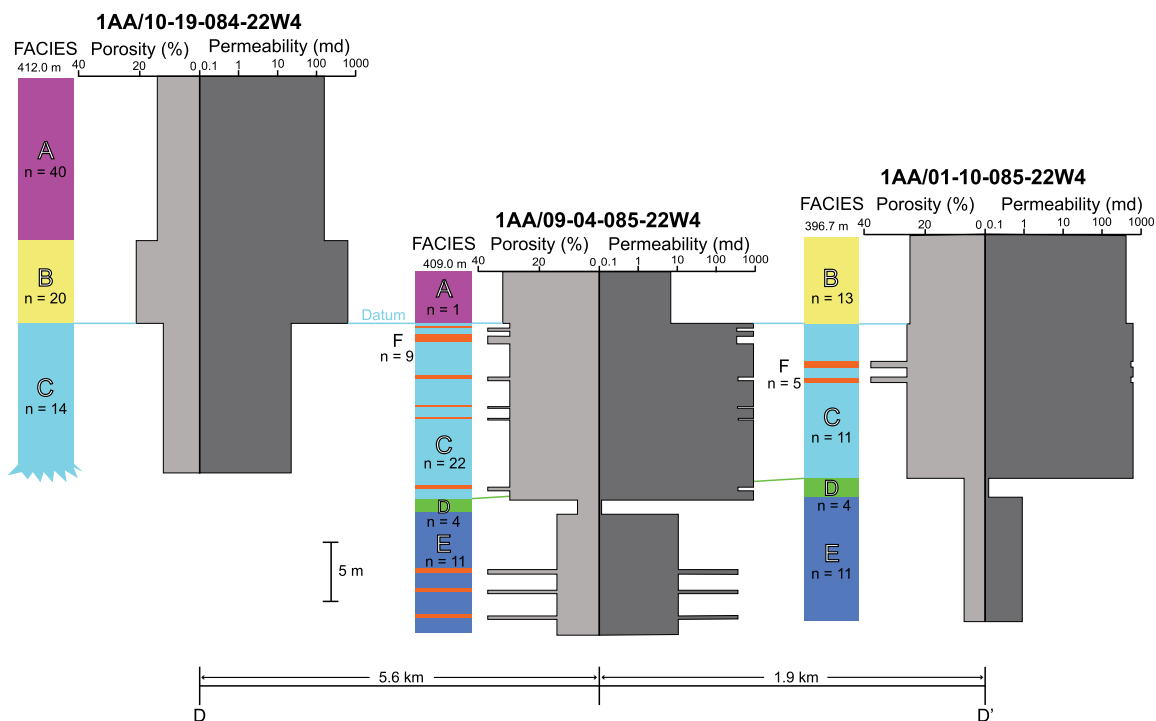 1AA/10-19-084-22W4
FACIES Porosity (%) Permeability (md)
412.0 m 40 20 0 0.1 1 10 100 1000
A
n = 40
B
n = 20
C
n = 14
1AA/09-04-085-22W4
FACIES Porosity (%) Permeability (md)
409.0 m 40 20 0 0.1 1 10 100 1000
A
n = 1
Datum
F
n = 9
C
n = 22
D
n = 4
E
n = 11
5 m
1AA/01-10-085-22W4
FACIES Porosity (%) Permeability (md)
396.7 m 40 20 0 0.1 1 10 100 1000
B
n = 13
F
n = 5
C
n = 11
D
n = 4
E
n = 11
5.6 km 1.9 km
D D'